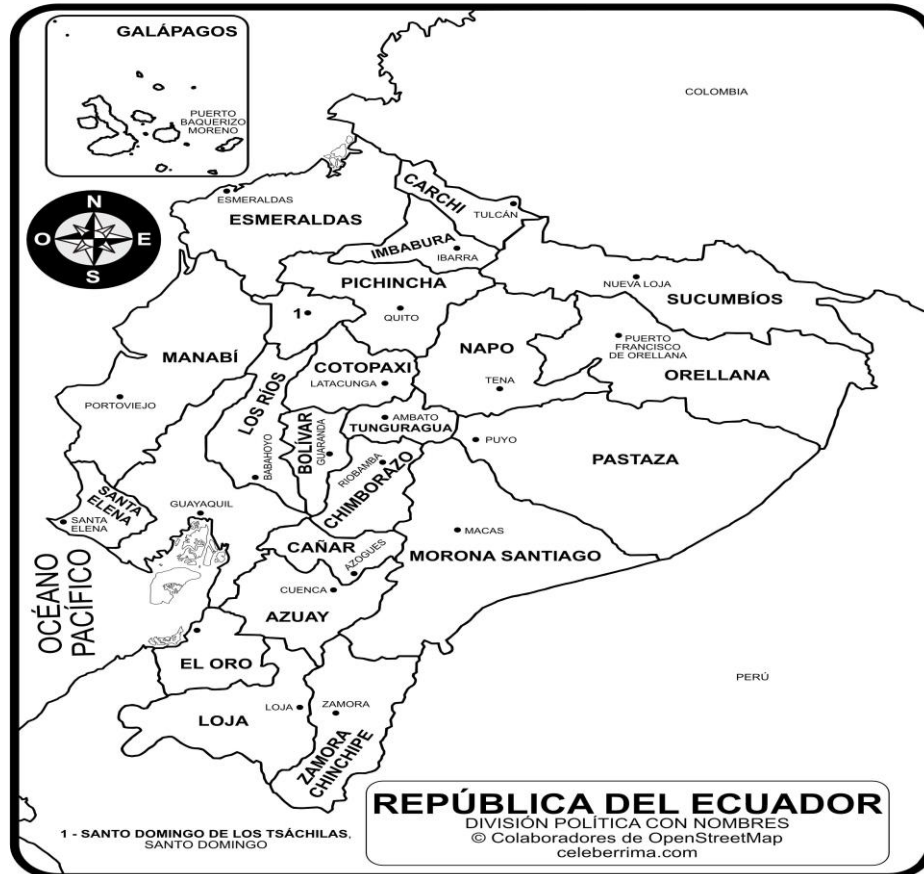 GALÁPAGOS
PUERTO
BAQUERIZO
MORENO
COLOMBIA
N
O
E
S
ESMERALDAS
ESMERALDAS
CARCHI
TULCÁN
IMBABURA
IBARRA
PICHINCHA
QUITO
1
NUEVA LOJA
SUCUMBÍOS
MANABÍ
PORTOVIEJO
COTOPAXI
LATACUNGA
NAPO
TENA
PUERTO
FRANCISCO
DE ORELLANA
ORELLANA
LOS RÍOS
BABAHOYO
BOLÍVAR
GUARANDA
AMBATO
TUNGURAGUA
PUYO
PASTAZA
RIOBAMBA
CHIMBORAZO
SANTA
ELENA
SANTA
ELENA
GUAYAQUIL
MACAS
MORONA SANTIAGO
CAÑAR
AZOGUES
CUENCA
AZUAY
OCÉANO
PACÍFICO
EL ORO
PERÚ
LOJA
LOJA
ZAMORA
ZAMORA
CHINCHIPE
REPÚBLICA DEL ECUADOR
DIVISIÓN POLÍTICA CON NOMBRES
© Colaboradores de OpenStreetMap
celeberrima.com
1 - SANTO DOMINGO DE LOS TSÁCHILAS,
SANTO DOMINGO